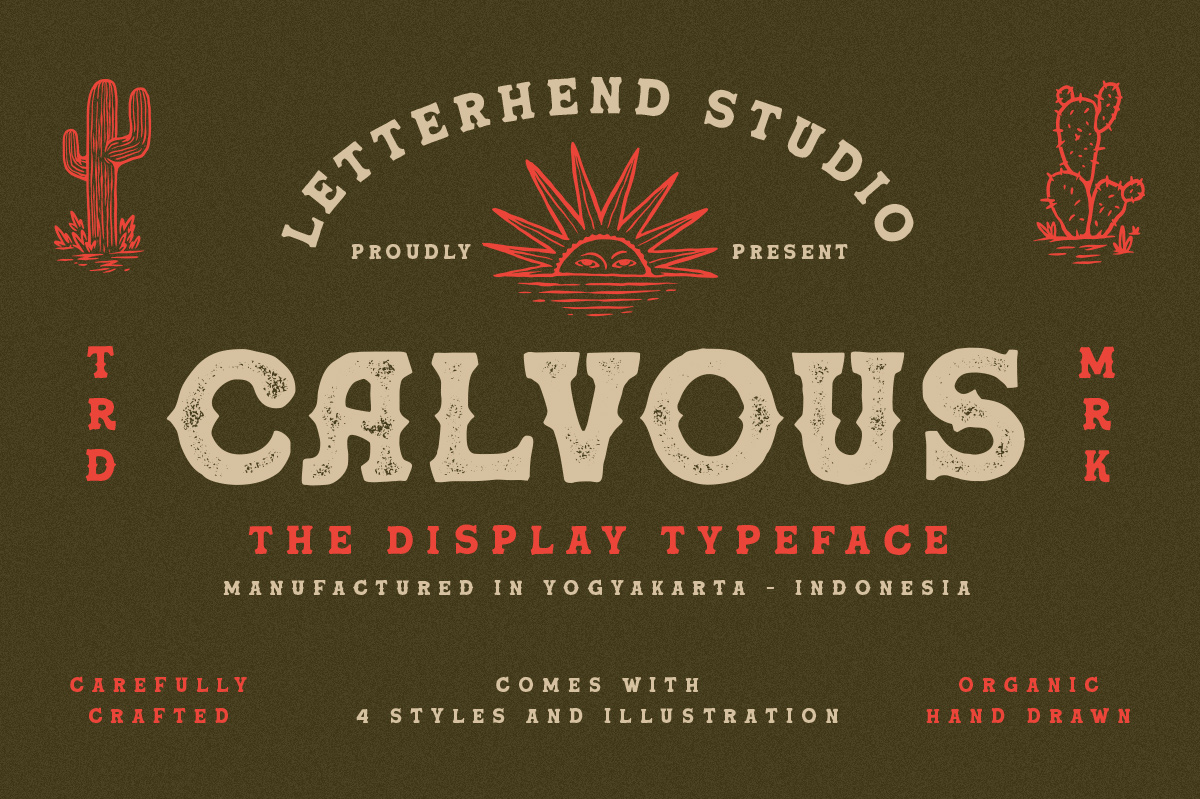 LETTERHEND STUDIO
PROUDLY PRESENT
TRD
CALVOUS
MRK
THE DISPLAY TYPEFACE
MANUFACTURED IN YOGYAKARTA - INDONESIA
CAREFULLY
CRAFTED
COMES WITH
4 STYLES AND ILLUSTRATION
ORGANIC
HAND DRAWN